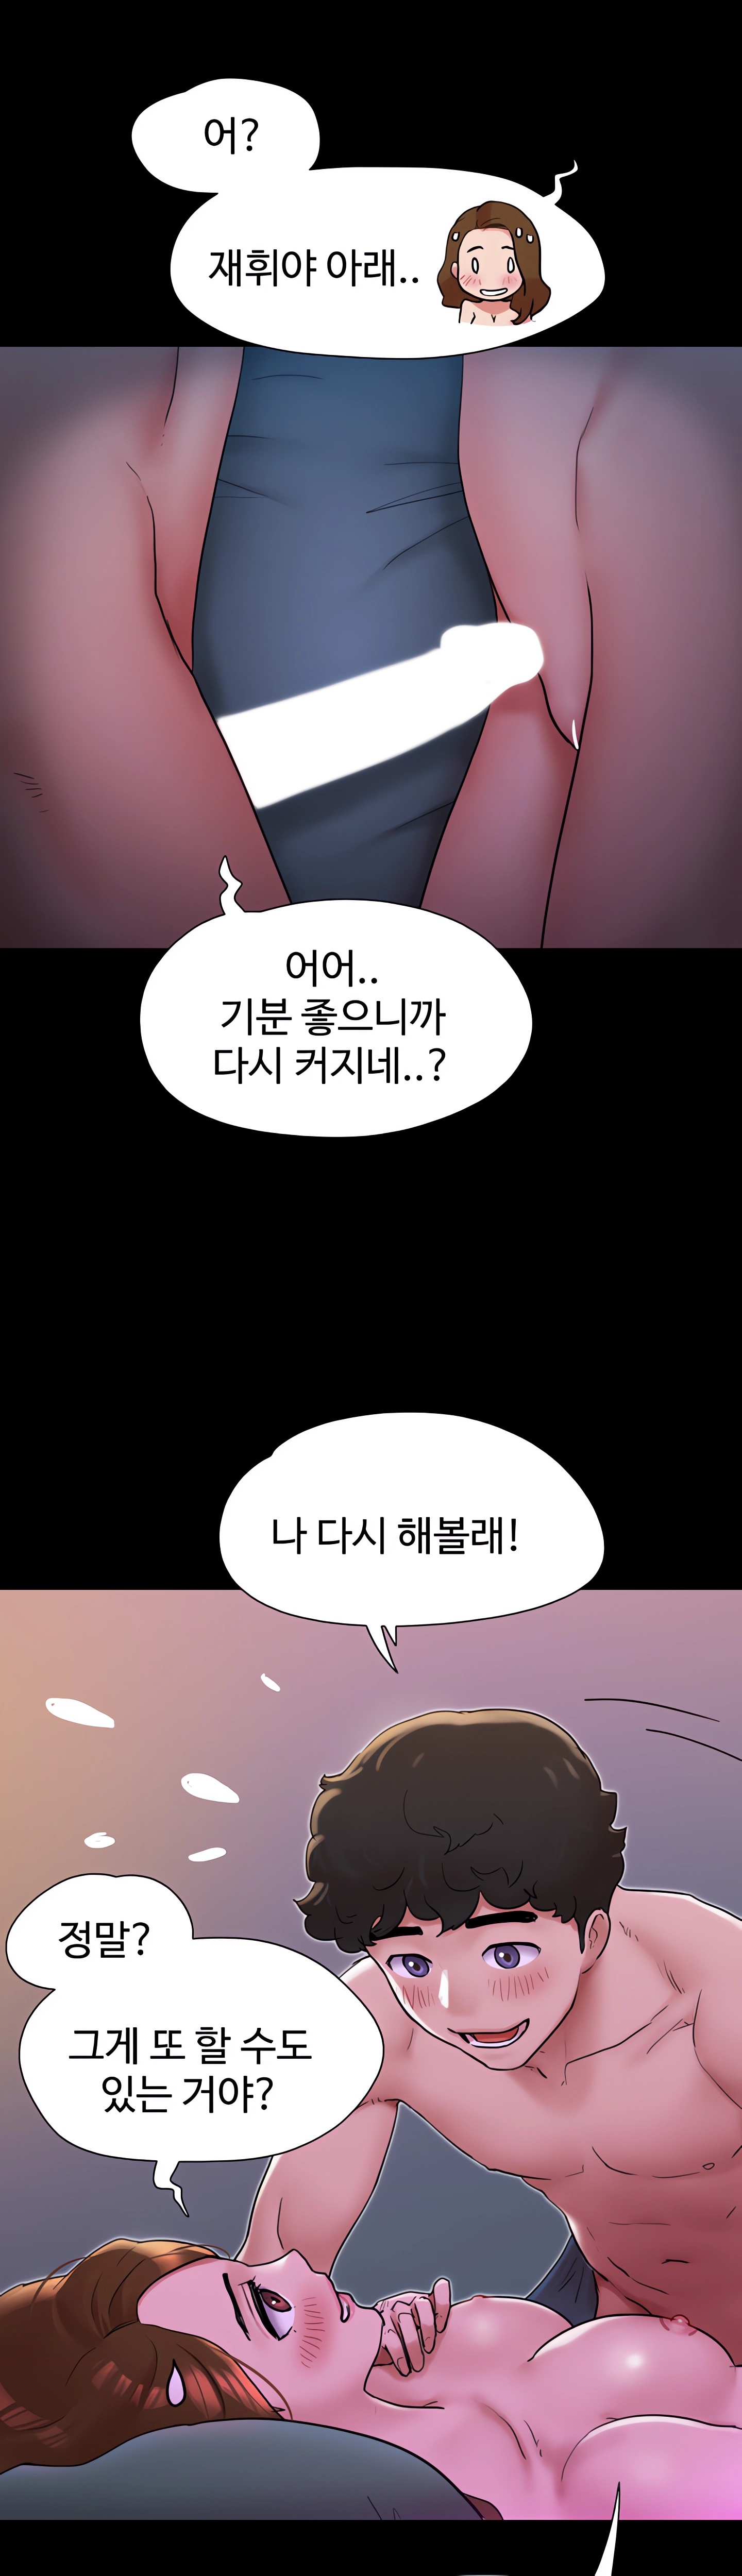 어?
재휘야 아래..
어어..
기분 좋으니까
다시 커지네..?
나 다시 해볼래!
정말?
그게 또 할 수도
있는 거야?